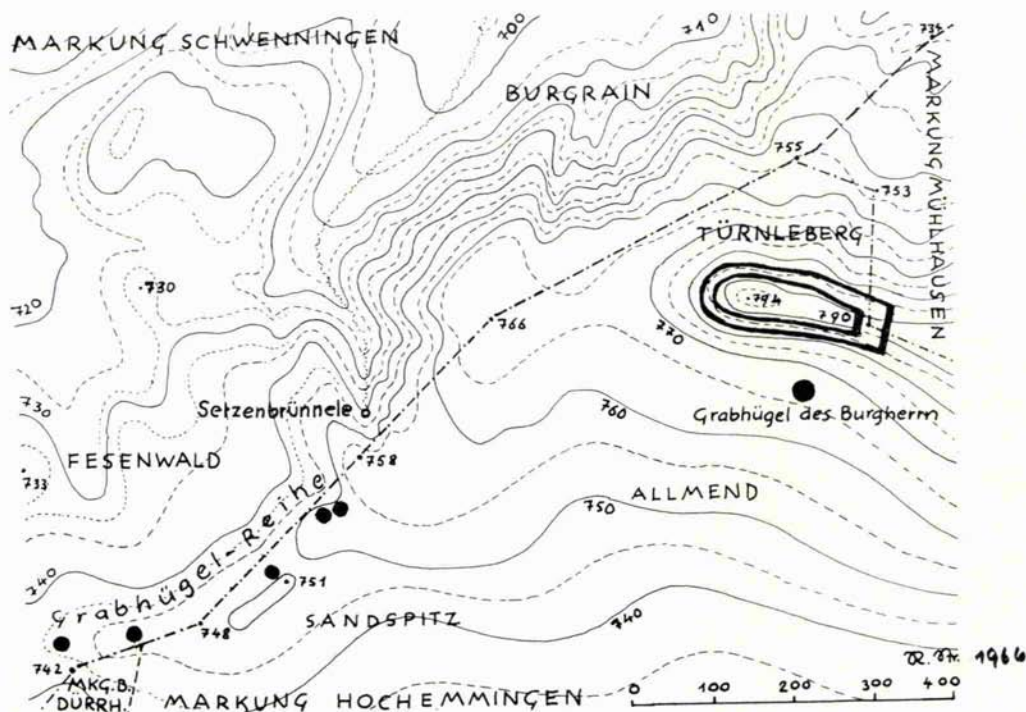 MARKUNG SCHWENNINGEN
700
710
734
BURGRAIN
MARKUNG MÜHLHAUSEN
755
753
TÜRNLEBERG
730
794
790
720
766
770
730
Setzenbrünnele
760
Grabhügel des Burgherrn
FESENWALD
758
733
ALLMEND
750
Grabhügel-Reihe
740
751
748
SANDSPITZ
740
742
MKG.B.
DÜRRH.
MARKUNG HOCHEMMINGEN
1966
0 100 200 300 400